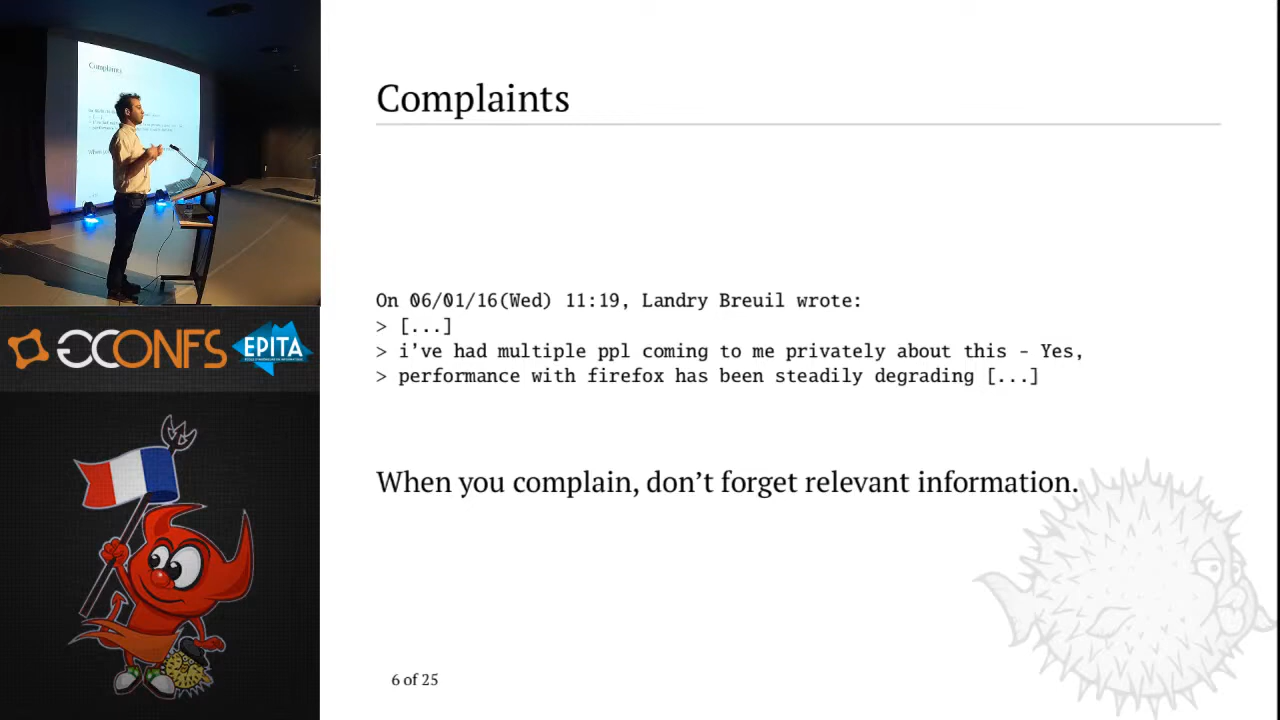 Complaints
Complaints
On 06/01/16(Wed) 11:19, Landry Breuil wrote:
> [...]
> i've had multiple ppl coming to me privately about this - Yes,
> performance with firefox has been steadily degrading [...]
When you complain, don't forget relevant information.
6 of 25
GCONFS
EPITA